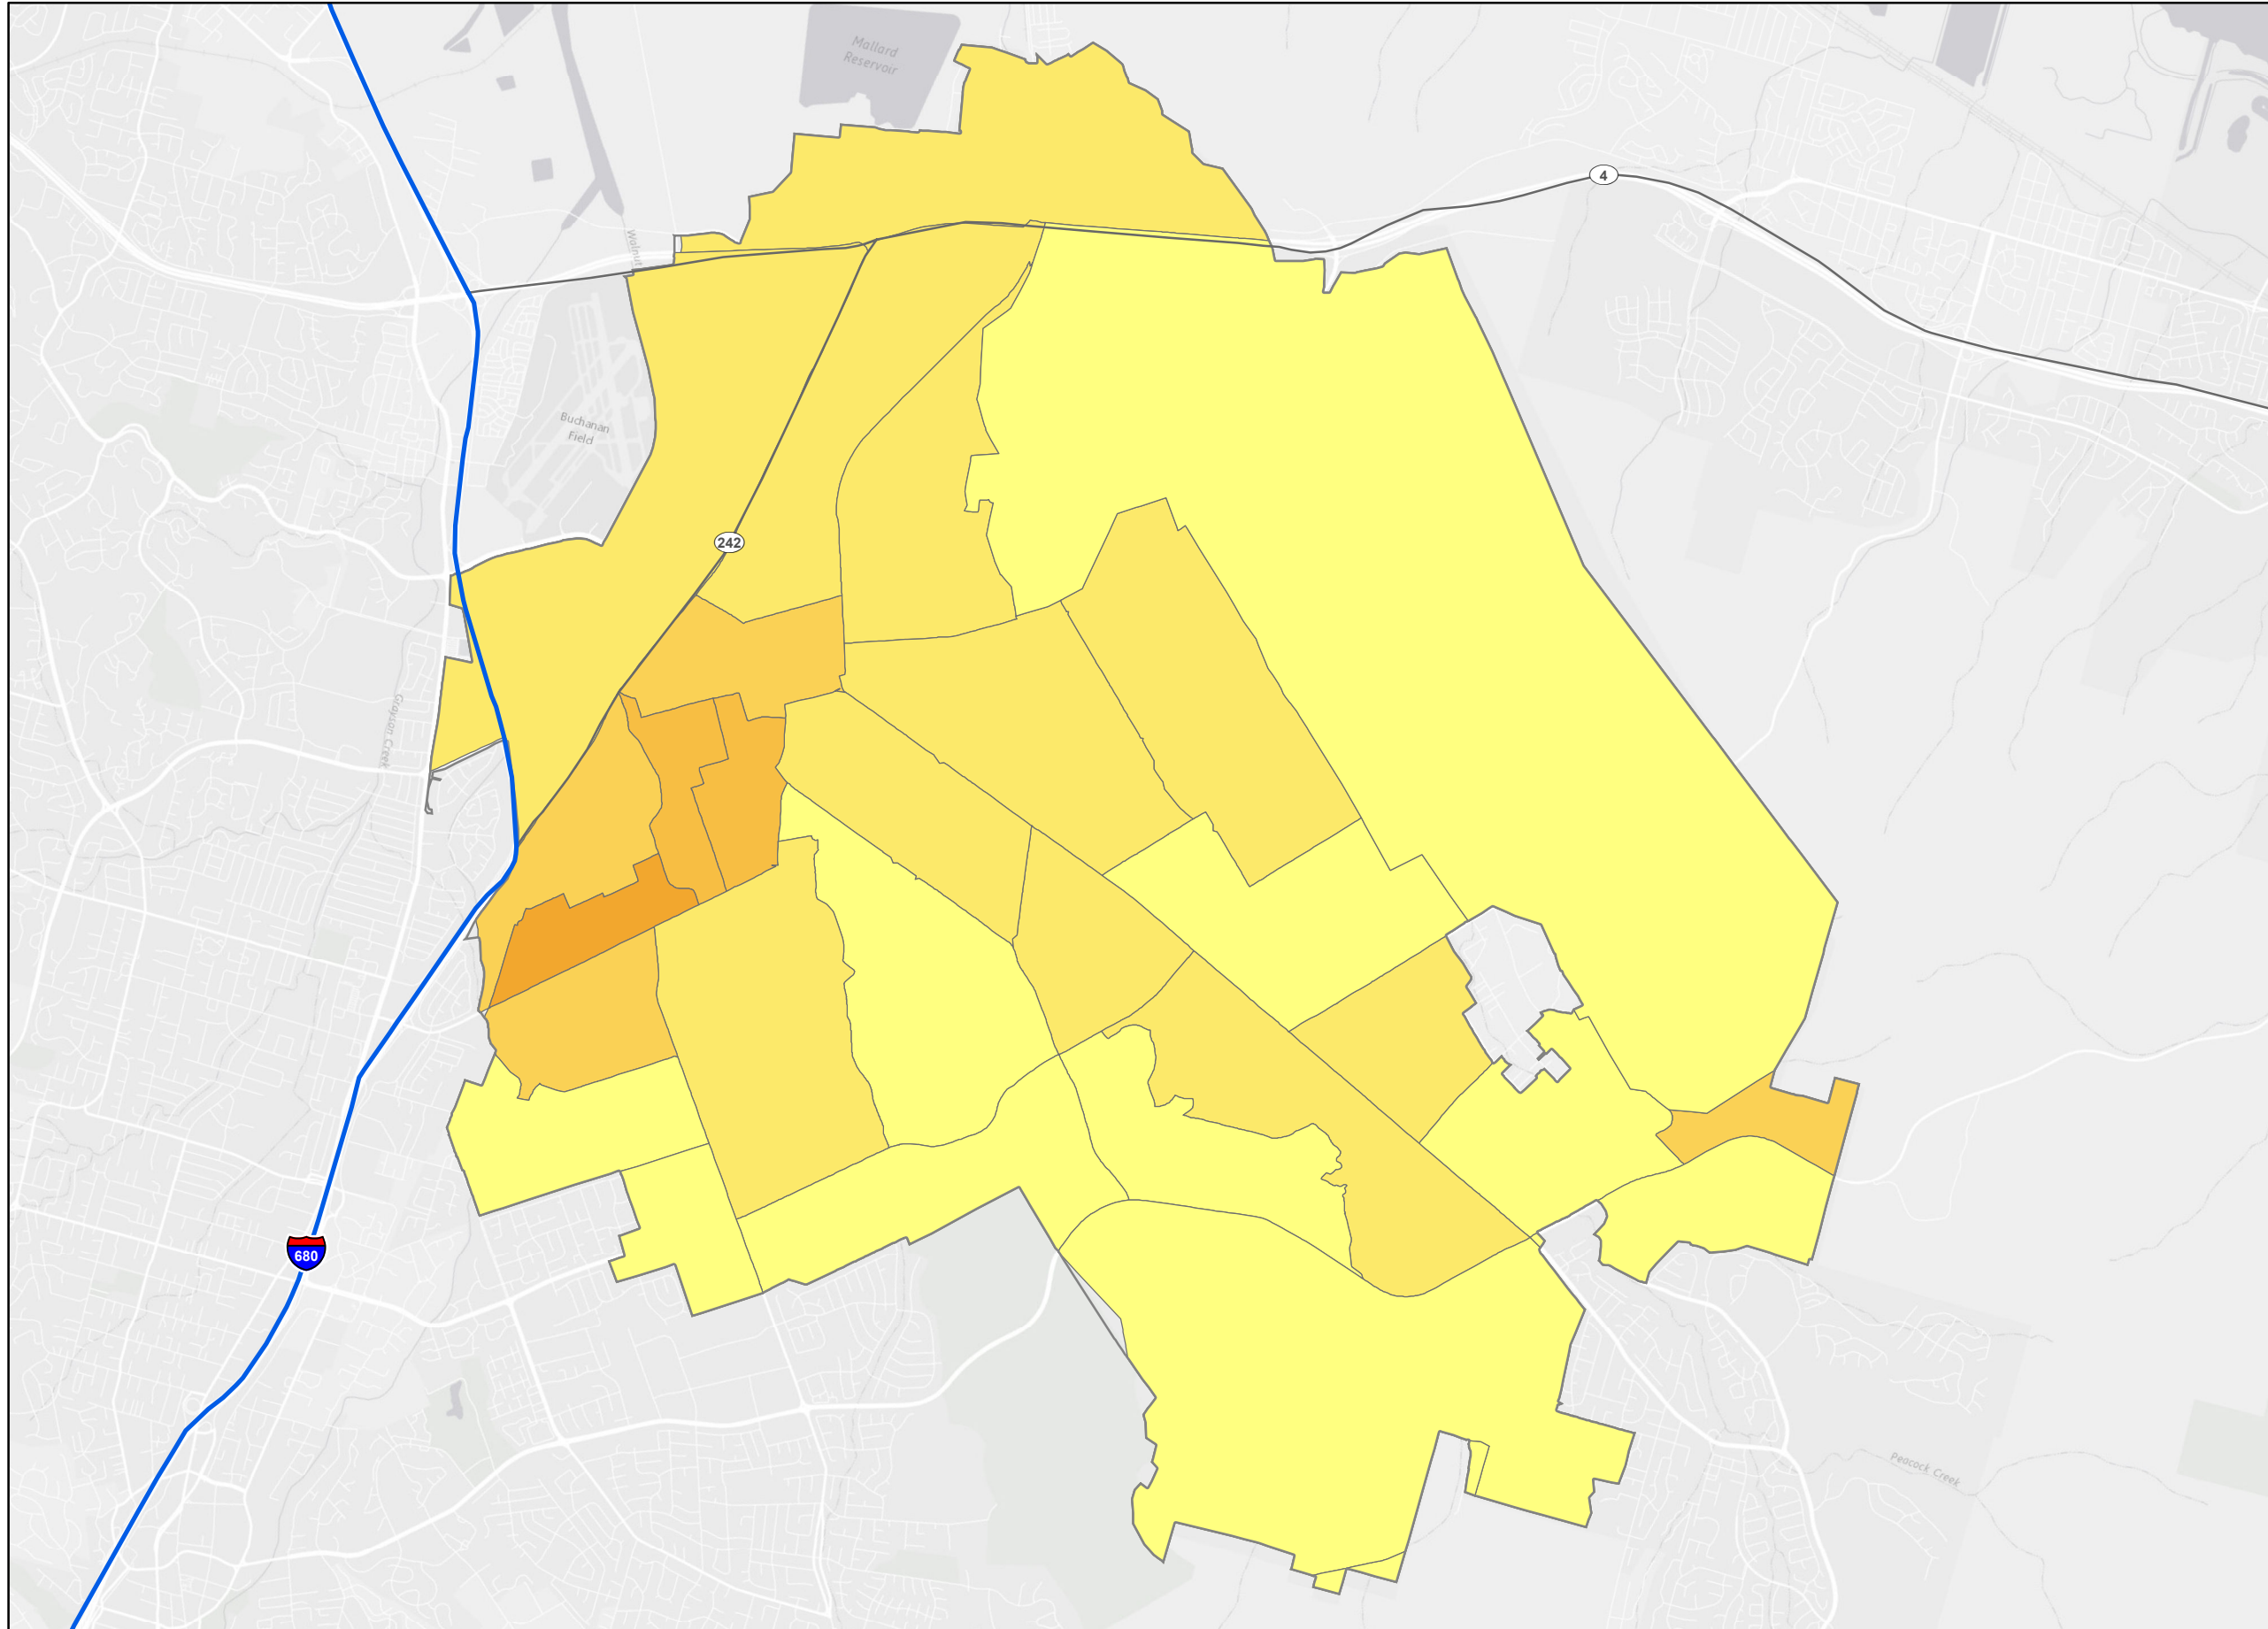 Mallard
Reservoir
4
Walnut
Buchanan
Field
242
Grayson Creek
680
Peacock Creek